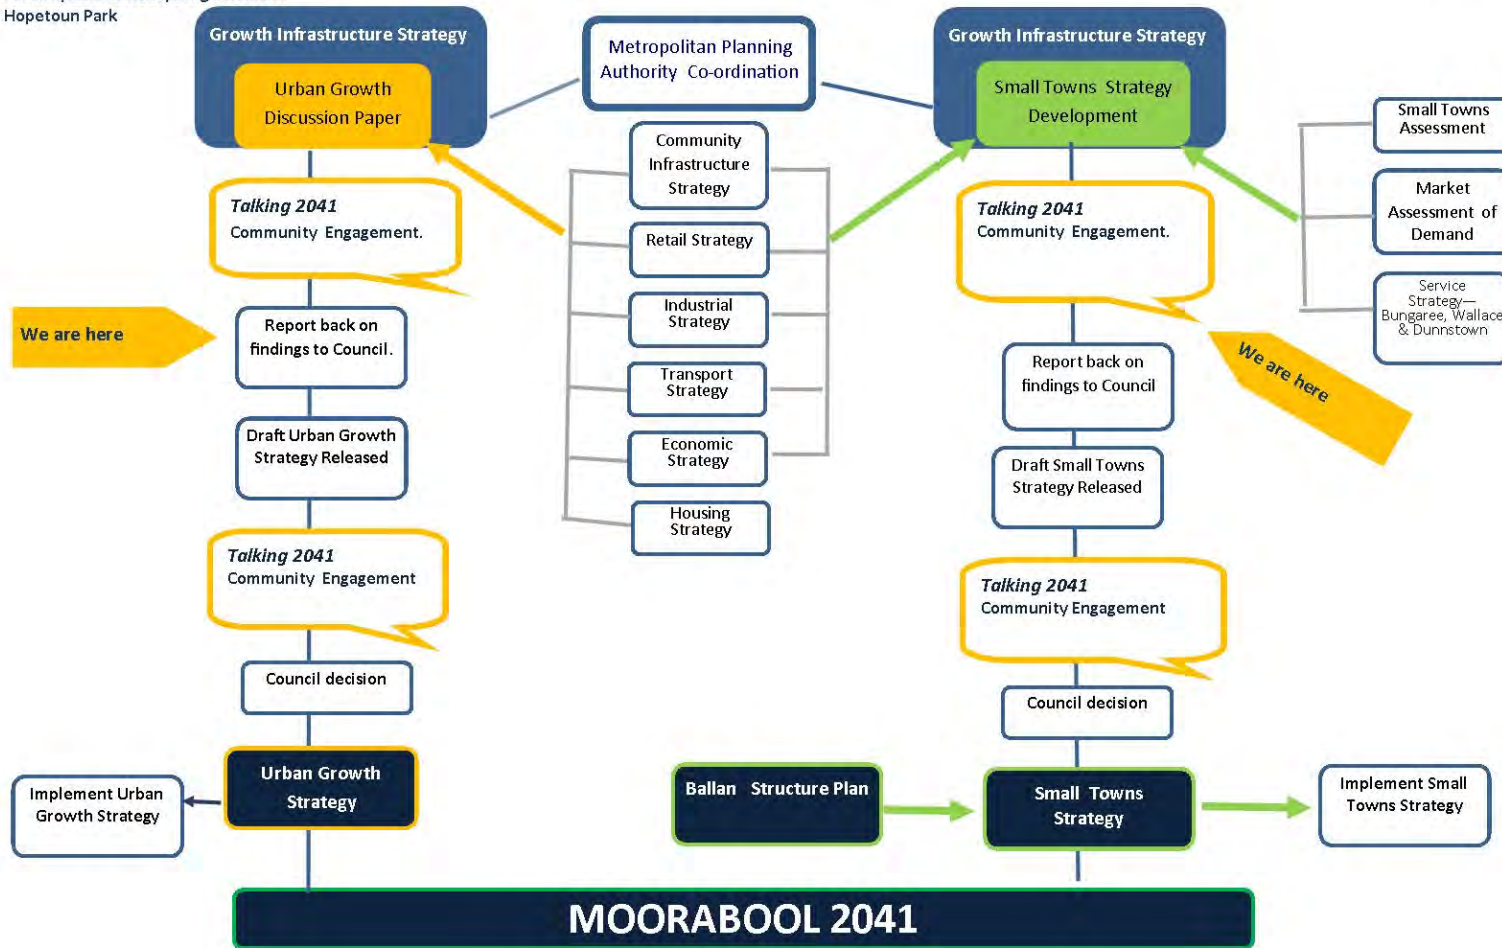 Hopetoun Park
Growth Infrastructure Strategy
Urban Growth
Discussion Paper
Metropolitan Planning
Authority Co-ordination
Growth Infrastructure Strategy
Small Towns Strategy
Development
Talking 2041
Community Engagement.
We are here
Report back on
findings to Council.
Draft Urban Growth
Strategy Released
Talking 2041
Community Engagement
Council decision
Urban Growth
Strategy
Implement Urban
Growth Strategy
Community
Infrastructure
Strategy
Retail Strategy
Industrial
Strategy
Transport
Strategy
Economic
Strategy
Housing
Strategy
Talking 2041
Community Engagement.
Small Towns
Assessment
Market
Assessment of
Demand
Service
Strategy—
Bungaree, Wallace
& Dunnstown
We are here
Report back on
findings to Council
Draft Small Towns
Strategy Released
Talking 2041
Community Engagement
Council decision
Ballan Structure Plan
Small Towns
Strategy
Implement Small
Towns Strategy
MOORABOOL 2041